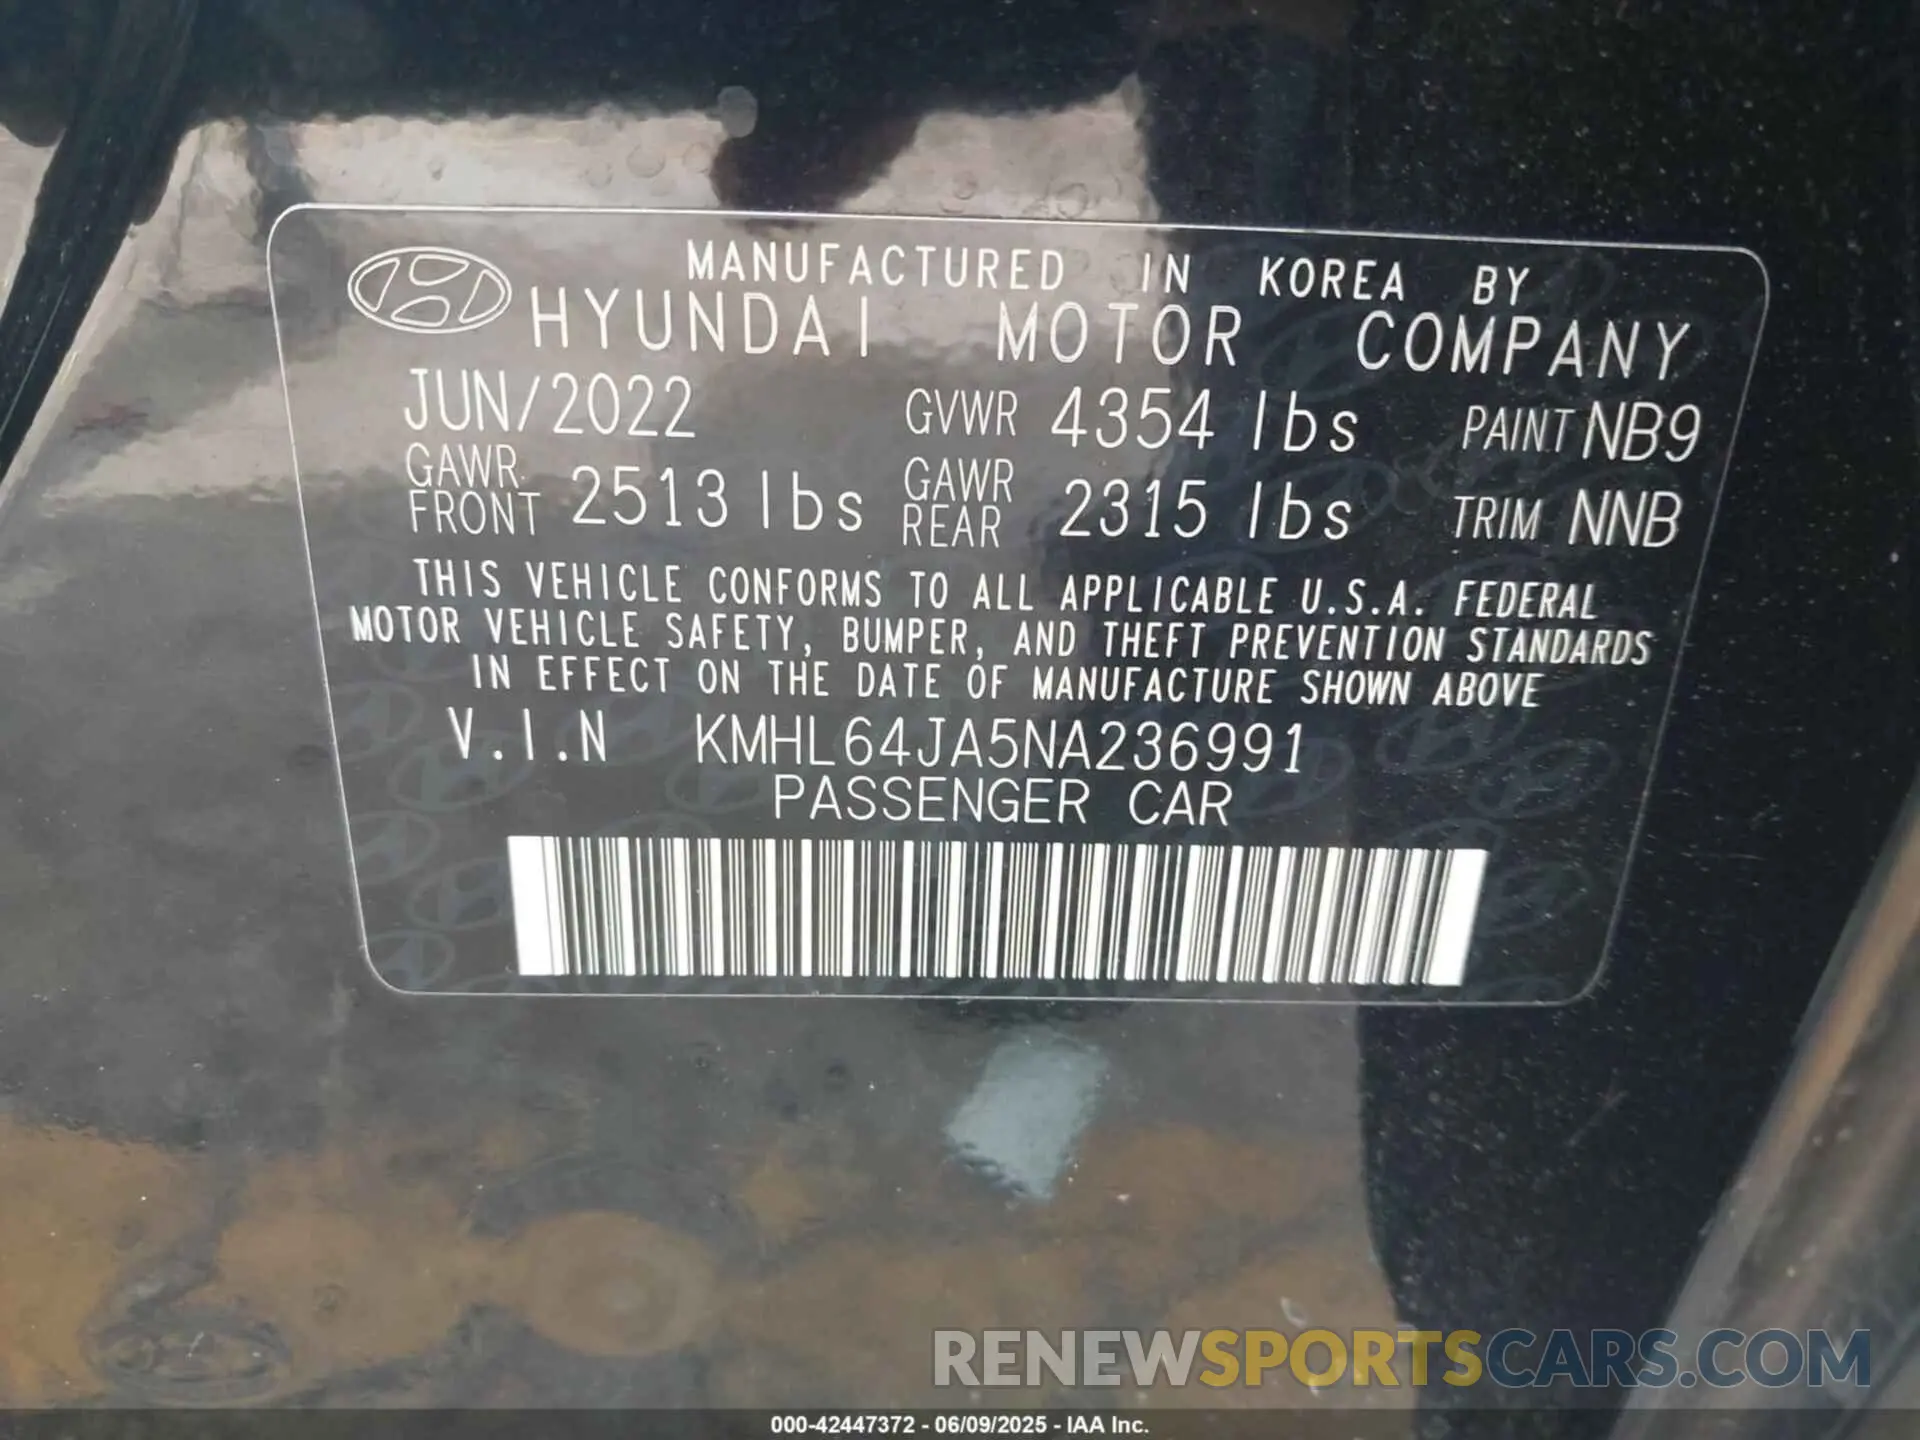 MANUFACTURED IN KOREA BY
HYUNDAI MOTOR COMPANY
JUN/2022 GVWR 4354 lbs PAINT NB9
GAWR FRONT 2513 lbs GAWR REAR 2315 lbs TRIM NNB
THIS VEHICLE CONFORMS TO ALL APPLICABLE U.S.A. FEDERAL
MOTOR VEHICLE SAFETY, BUMPER, AND THEFT PREVENTION STANDARDS
IN EFFECT ON THE DATE OF MANUFACTURE SHOWN ABOVE
V.I.N KMHL64JA5NA236991
PASSENGER CAR
RENEWSPORTSCARS.COM
000-42447372 - 06/09/2025 - IAA Inc.